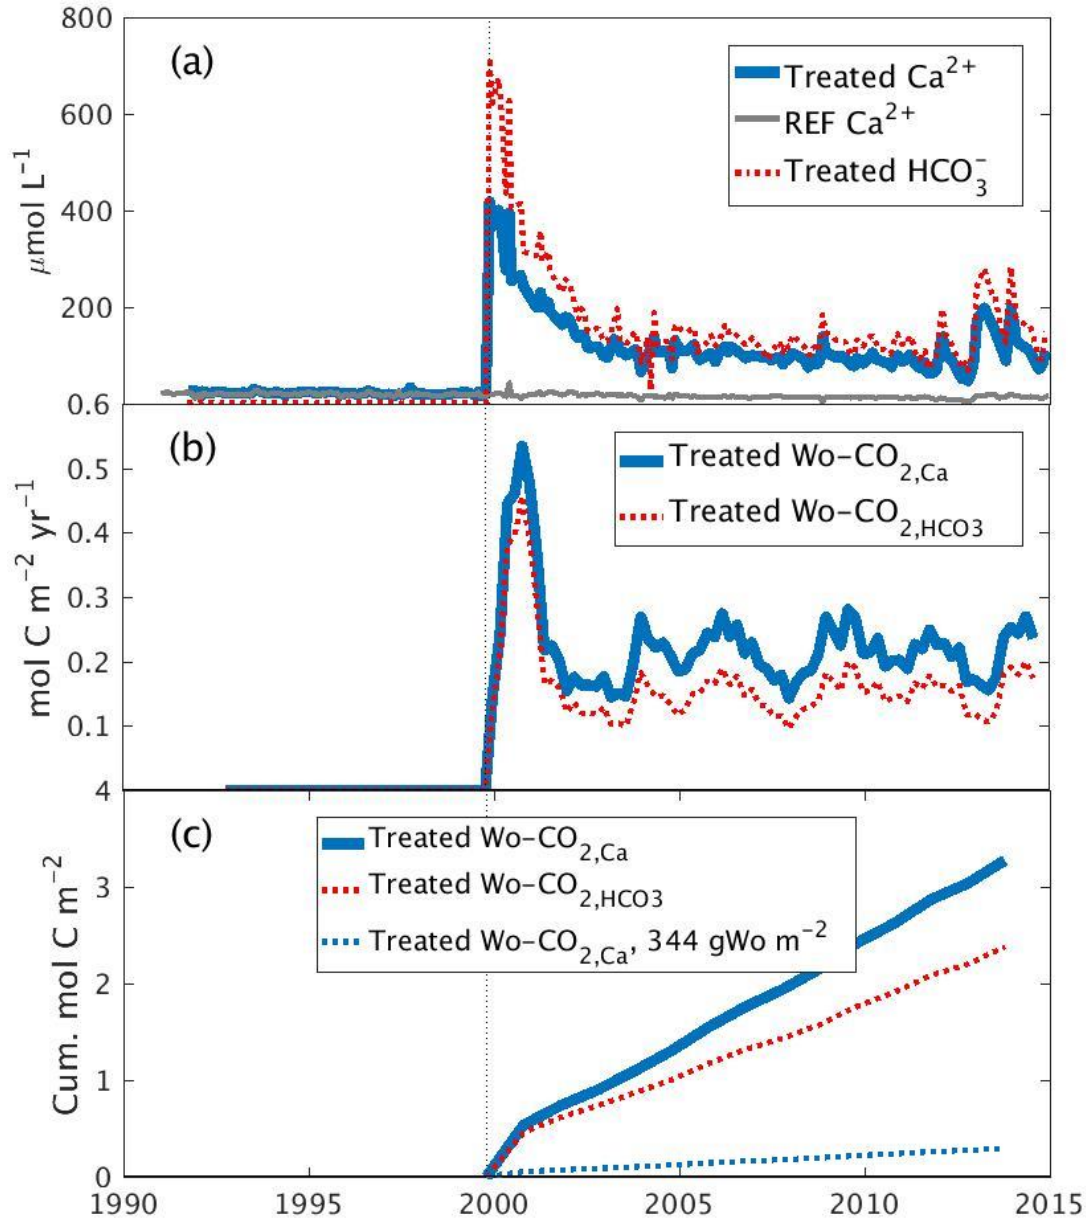 800
(a)
Treated Ca²⁺
REF Ca²⁺
Treated HCO₃⁻
600
400
200
μmol L⁻¹
0.6
(b)
Treated Wo-CO₂,Ca
Treated Wo-CO₂,HCO3
0.5
0.4
0.3
0.2
0.1
mol C m⁻² yr⁻¹
4
(c)
Treated Wo-CO₂,Ca
Treated Wo-CO₂,HCO3
Treated Wo-CO₂,Ca, 344 gWo m⁻²
3
2
1
0
Cum. mol C m⁻²
1990 1995 2000 2005 2010 2015